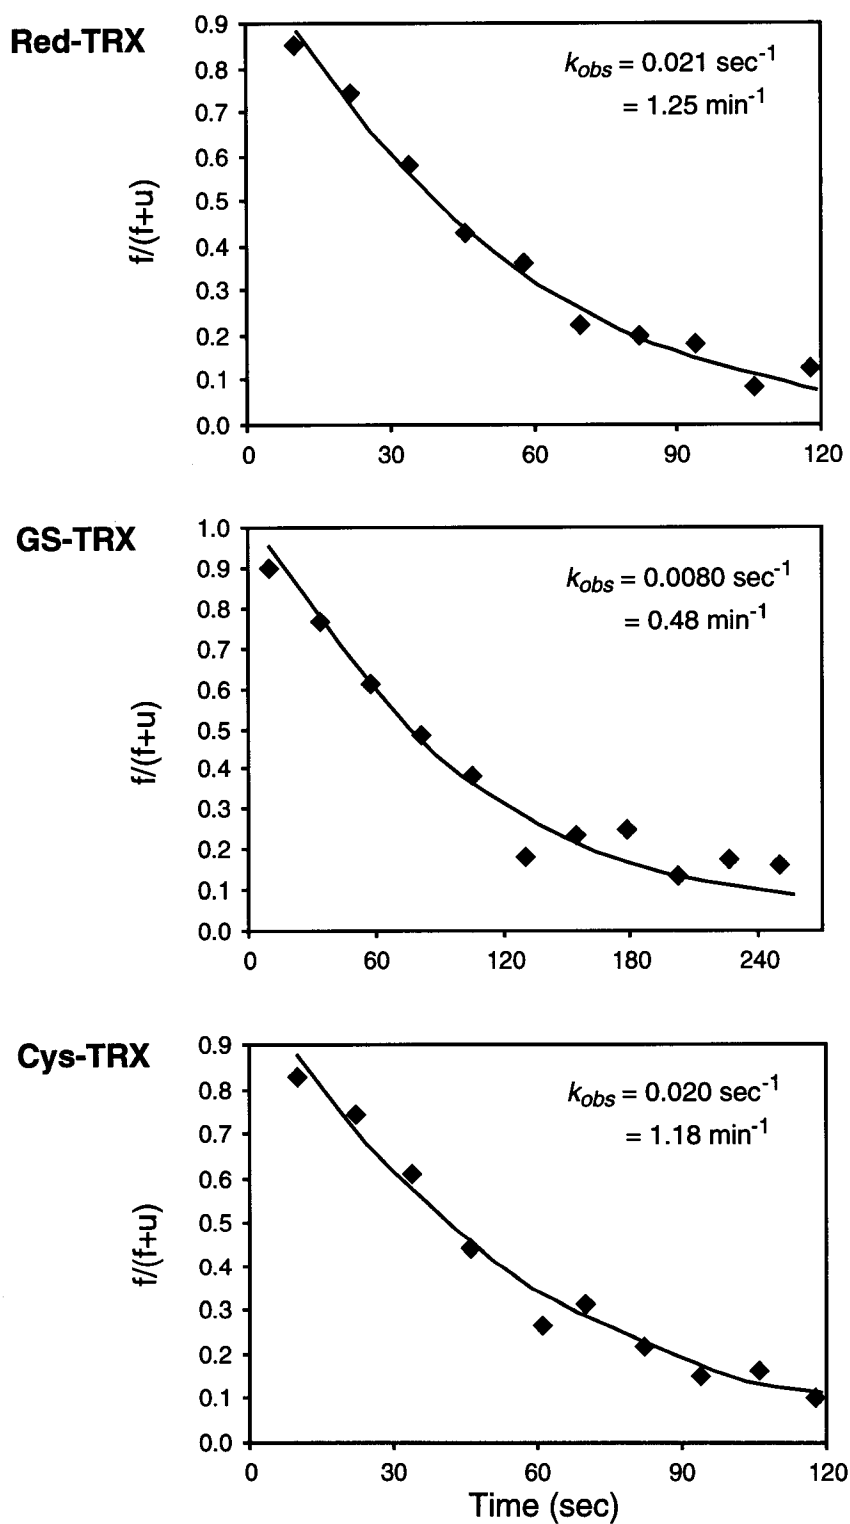 Red-TRX
k_obs = 0.021 sec⁻¹
= 1.25 min⁻¹
f/(f+u)
0.9
0.8
0.7
0.6
0.5
0.4
0.3
0.2
0.1
0.0
0 30 60 90 120
GS-TRX
k_obs = 0.0080 sec⁻¹
= 0.48 min⁻¹
f/(f+u)
1.0
0.9
0.8
0.7
0.6
0.5
0.4
0.3
0.2
0.1
0.0
0 60 120 180 240
Cys-TRX
k_obs = 0.020 sec⁻¹
= 1.18 min⁻¹
f/(f+u)
0.9
0.8
0.7
0.6
0.5
0.4
0.3
0.2
0.1
0.0
0 30 60 90 120
Time (sec)